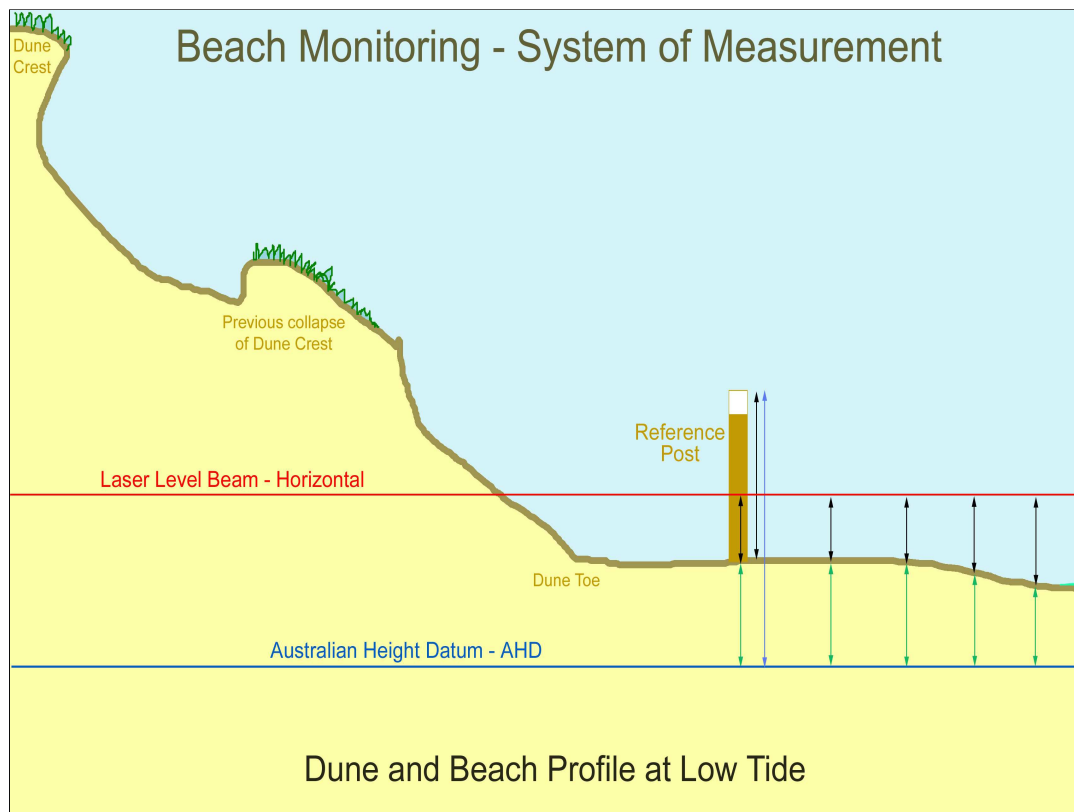 Beach Monitoring - System of Measurement
Dune
Crest
Previous collapse
of Dune Crest
Reference
Post
Laser Level Beam - Horizontal
Dune Toe
Australian Height Datum - AHD
Dune and Beach Profile at Low Tide